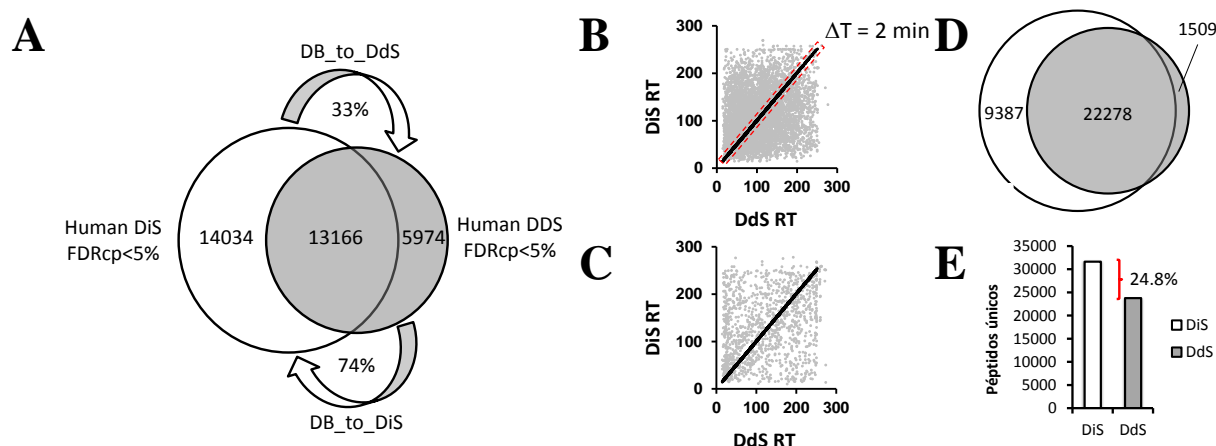 A
DB_to_DdS
33%
Human DiS
FDRcp<5%
14034
13166
5974
Human DDS
FDRcp<5%
74%
DB_to_DiS
B
ΔT = 2 min
DiS RT
300
200
100
0
0
100
200
300
DdS RT
C
DiS RT
300
200
100
0
0
100
200
300
DdS RT
D
1509
9387
22278
E
Péptidos únicos
35000
30000
25000
20000
15000
10000
5000
0
24.8%
DiS
DdS
DiS
DdS